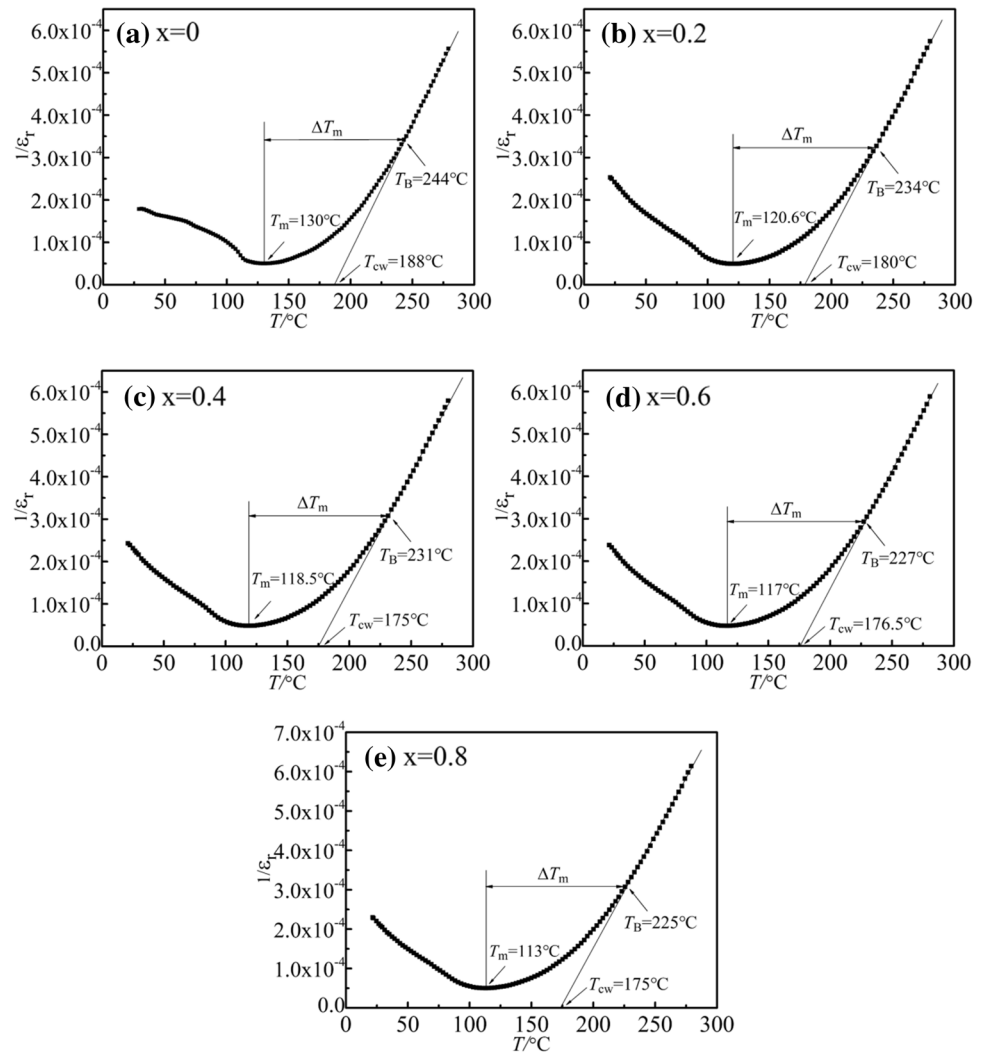 (a) x=0
6.0x10⁻⁴
5.0x10⁻⁴
4.0x10⁻⁴
3.0x10⁻⁴
2.0x10⁻⁴
1.0x10⁻⁴
0.0
1/εr
ΔTm
TB=244°C
Tm=130°C
Tcw=188°C
0 50 100 150 200 250 300
T/°C
(b) x=0.2
6.0x10⁻⁴
5.0x10⁻⁴
4.0x10⁻⁴
3.0x10⁻⁴
2.0x10⁻⁴
1.0x10⁻⁴
0.0
1/εr
ΔTm
TB=234°C
Tm=120.6°C
Tcw=180°C
0 50 100 150 200 250 300
T/°C
(c) x=0.4
6.0x10⁻⁴
5.0x10⁻⁴
4.0x10⁻⁴
3.0x10⁻⁴
2.0x10⁻⁴
1.0x10⁻⁴
0.0
1/εr
ΔTm
TB=231°C
Tm=118.5°C
Tcw=175°C
0 50 100 150 200 250 300
T/°C
(d) x=0.6
6.0x10⁻⁴
5.0x10⁻⁴
4.0x10⁻⁴
3.0x10⁻⁴
2.0x10⁻⁴
1.0x10⁻⁴
0.0
1/εr
ΔTm
TB=227°C
Tm=117°C
Tcw=176.5°C
0 50 100 150 200 250 300
T/°C
(e) x=0.8
7.0x10⁻⁴
6.0x10⁻⁴
5.0x10⁻⁴
4.0x10⁻⁴
3.0x10⁻⁴
2.0x10⁻⁴
1.0x10⁻⁴
0.0
1/εr
ΔTm
TB=225°C
Tm=113°C
Tcw=175°C
0 50 100 150 200 250 300
T/°C